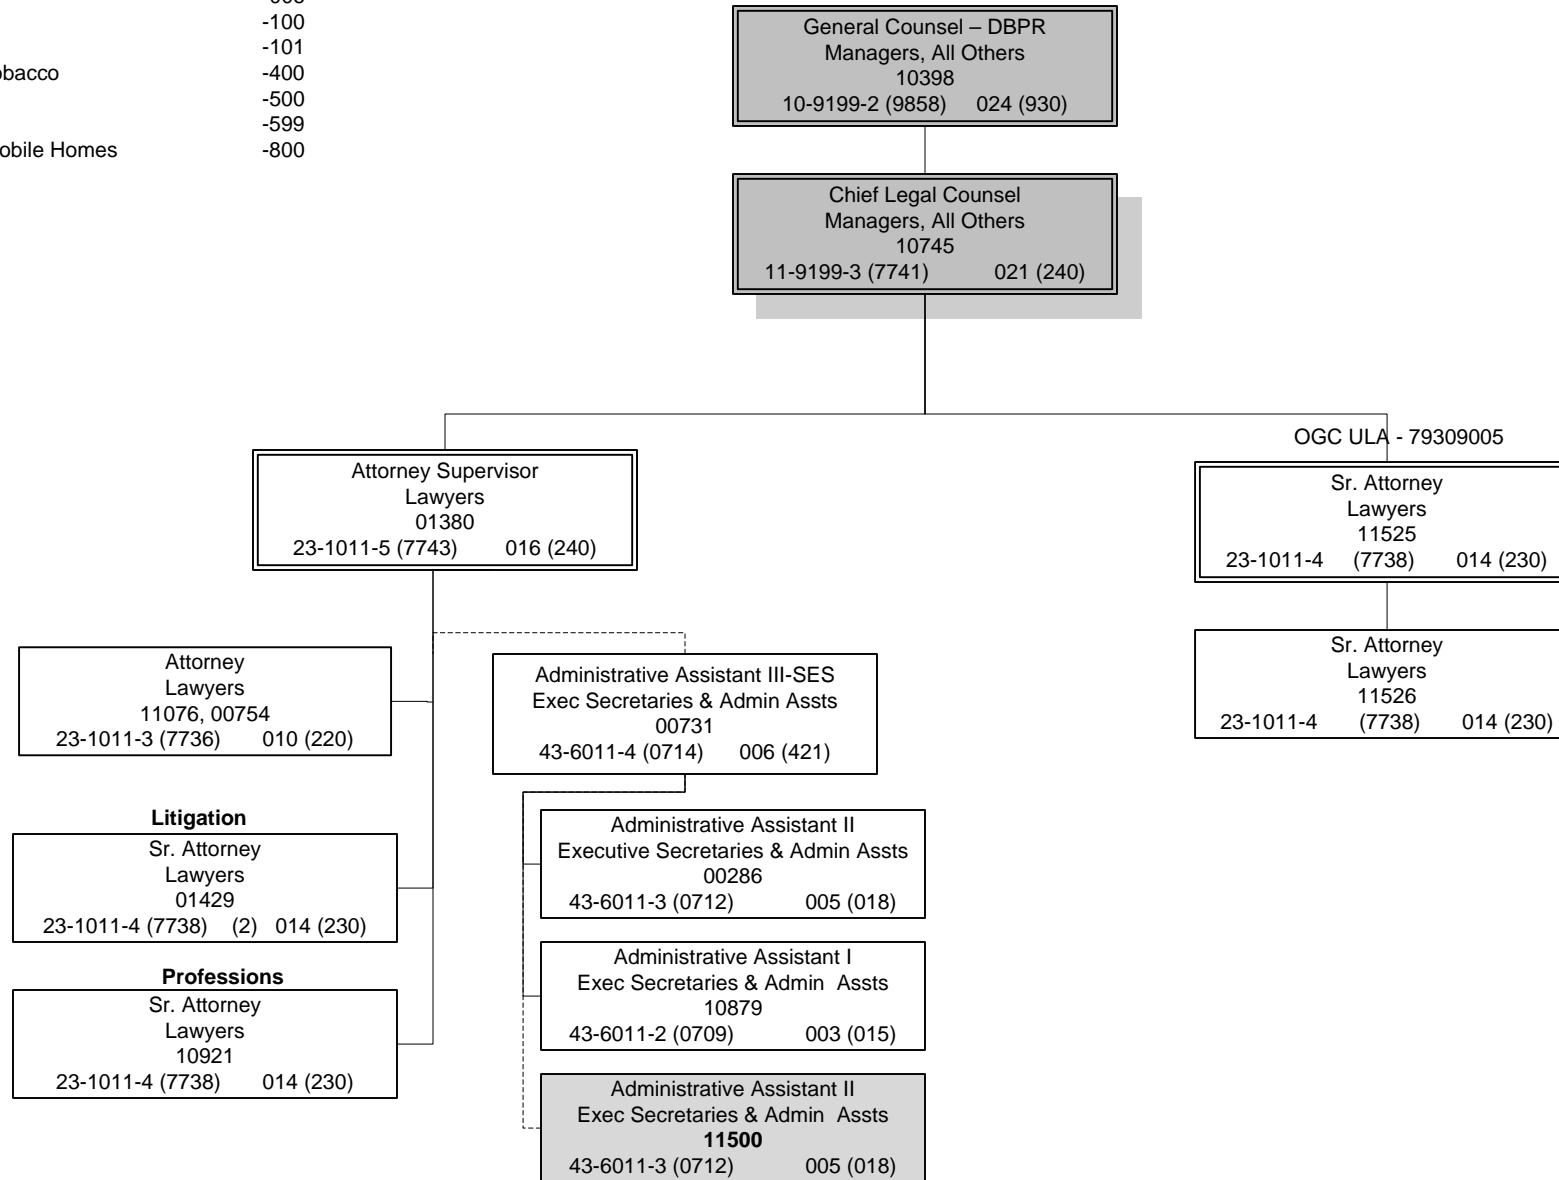 -100
-101
obacco -400
-500
-599
obile Homes -800
General Counsel – DBPR
Managers, All Others
10398
10-9199-2 (9858) 024 (930)
Chief Legal Counsel
Managers, All Others
10745
11-9199-3 (7741) 021 (240)
Attorney Supervisor
Lawyers
01380
23-1011-5 (7743) 016 (240)
OGC ULA - 79309005
Sr. Attorney
Lawyers
11525
23-1011-4 (7738) 014 (230)
Sr. Attorney
Lawyers
11526
23-1011-4 (7738) 014 (230)
Attorney
Lawyers
11076, 00754
23-1011-3 (7736) 010 (220)
Litigation
Sr. Attorney
Lawyers
01429
23-1011-4 (7738) (2) 014 (230)
Professions
Sr. Attorney
Lawyers
10921
23-1011-4 (7738) 014 (230)
Administrative Assistant III-SES
Exec Secretaries & Admin Assts
00731
43-6011-4 (0714) 006 (421)
Administrative Assistant II
Executive Secretaries & Admin Assts
00286
43-6011-3 (0712) 005 (018)
Administrative Assistant I
Exec Secretaries & Admin Assts
10879
43-6011-2 (0709) 003 (015)
Administrative Assistant II
Exec Secretaries & Admin Assts
11500
43-6011-3 (0712) 005 (018)